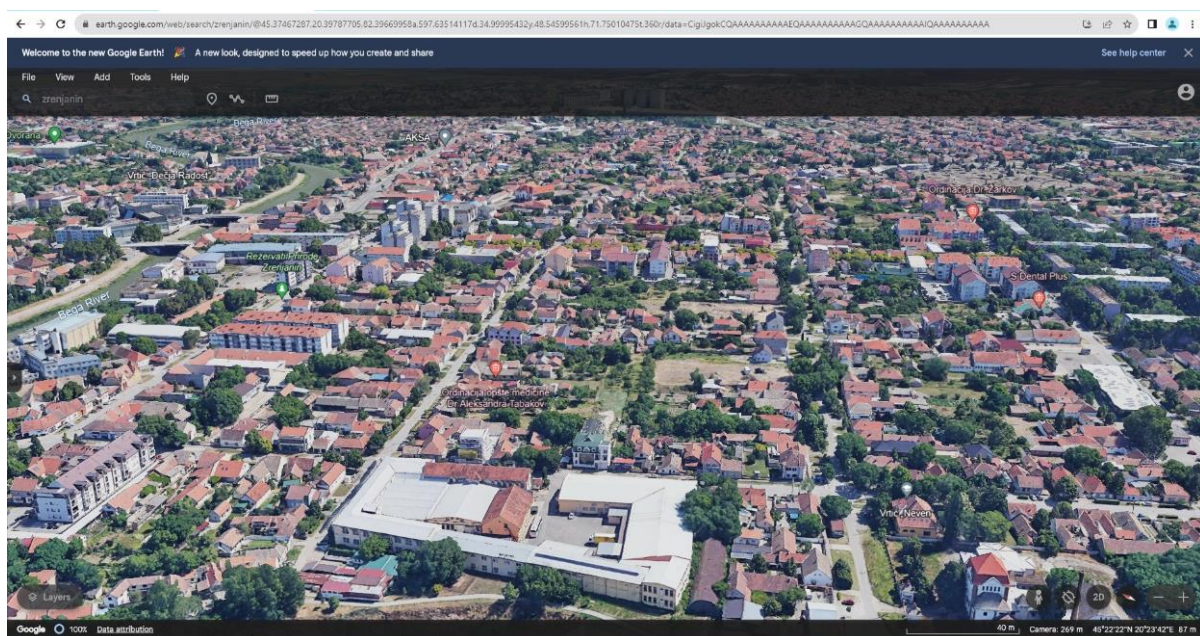 earth.google.com/web/search/zrenjanin/@45.37467287,20.39787705,82.39669958a,597.63514117d,34.99995432y,48.54599561h,71.75010475t,360r/data=CigiJgokCQAAAAAAAAAAEQAAAAAAAAAAGQAAAAAAAAAAIQAAAAAAAAAA
Welcome to the new Google Earth! 🎉 A new look, designed to speed up how you create and share
See help center
File View Add Tools Help
zrenjanin
Bega River
Dvorana
AKSA
Bega River
Vrtić "Dečja Radost"
Ordinacija Dr Žarkov
Rezervati Prirode
Zrenjanin
S Dental Plus
Bega River
Ordinacija opšte medicine
Dr Aleksandra Tabakov
Vrtić "Neven"
Layers
2D
Google 100% Data attribution
40 m Camera: 269 m 45°22'22"N 20°23'42"E 87 m